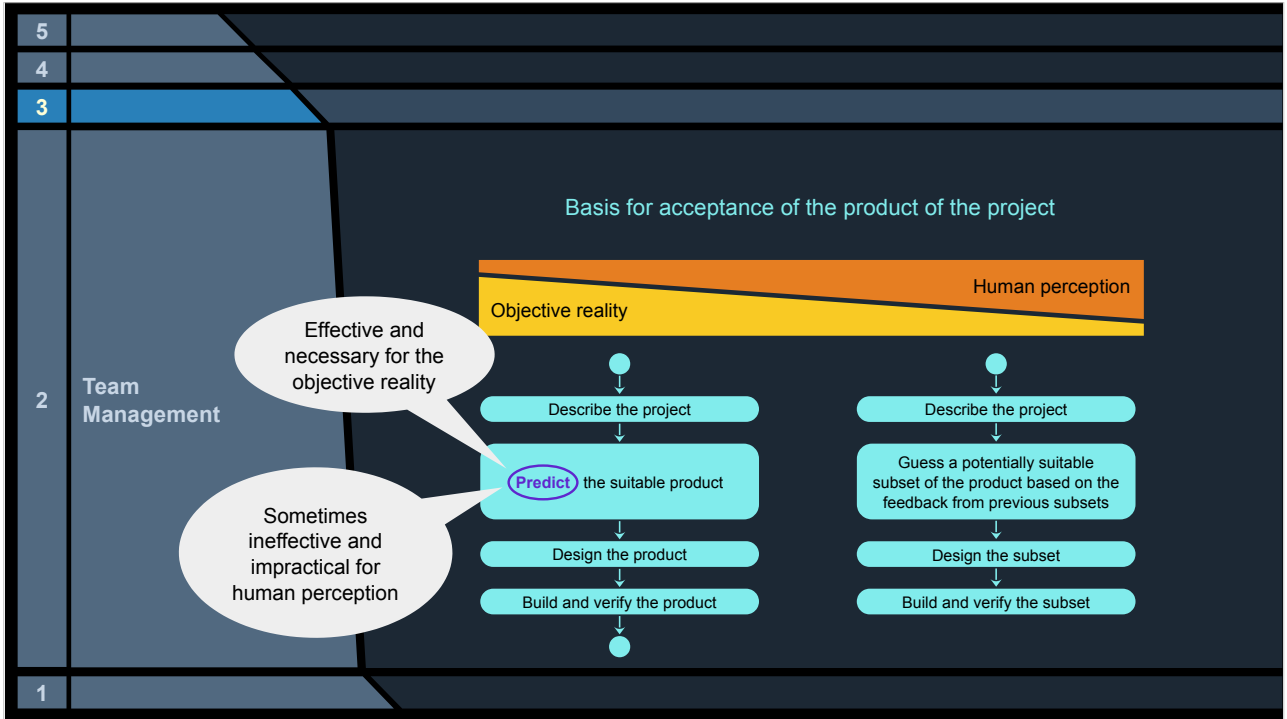 5
4
3
2
Team
Management
1
Basis for acceptance of the product of the project
Human perception
Objective reality
Effective and
necessary for the
objective reality
Sometimes
ineffective and
impractical for
human perception
Describe the project
Predict the suitable product
Design the product
Build and verify the product
Describe the project
Guess a potentially suitable
subset of the product based on the
feedback from previous subsets
Design the subset
Build and verify the subset